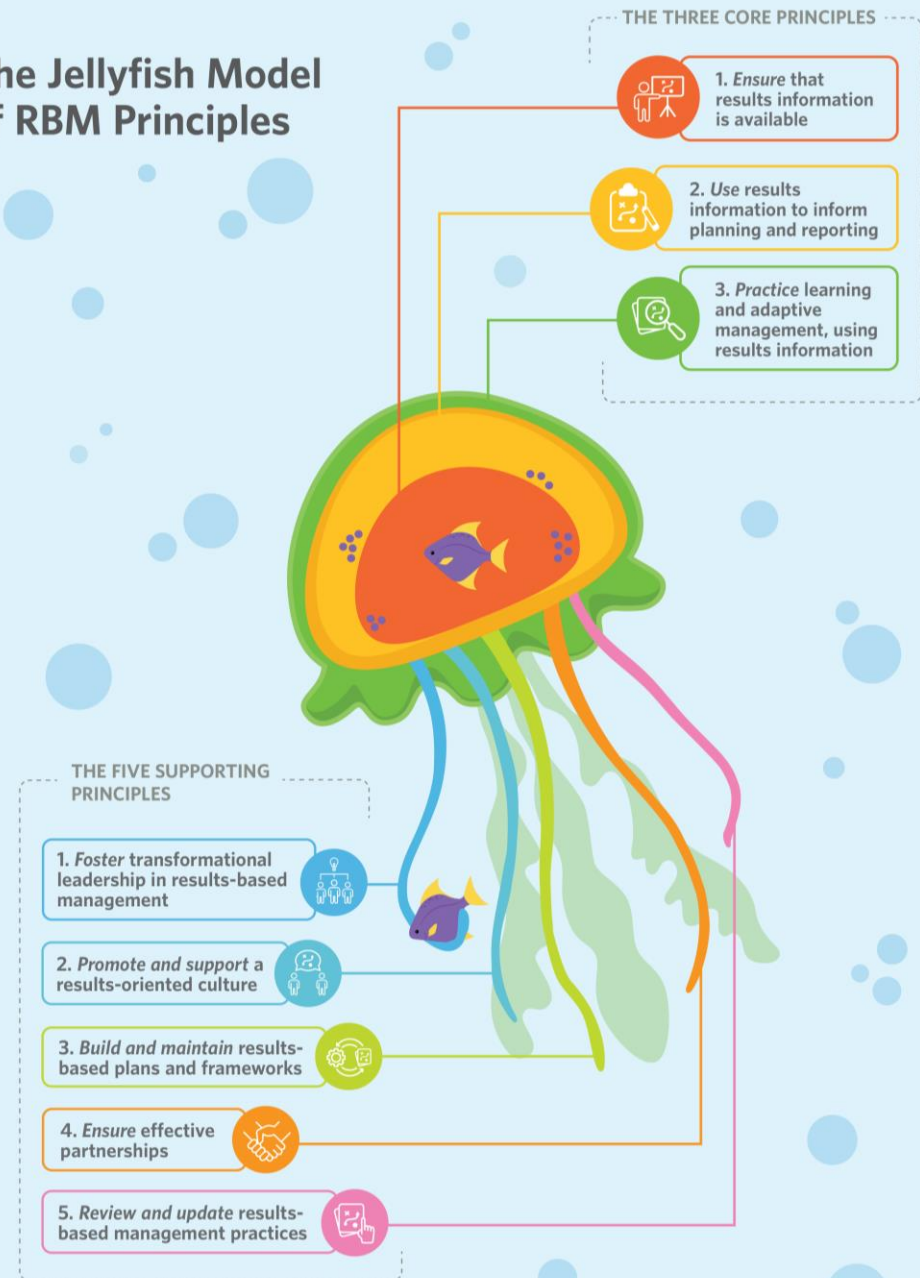 he Jellyfish Model
f RBM Principles
THE THREE CORE PRINCIPLES
1. Ensure that
results information
is available
2. Use results
information to inform
planning and reporting
3. Practice learning
and adaptive
management, using
results information
THE FIVE SUPPORTING
PRINCIPLES
1. Foster transformational
leadership in results-based
management
2. Promote and support a
results-oriented culture
3. Build and maintain results-
based plans and frameworks
4. Ensure effective
partnerships
5. Review and update results-
based management practices